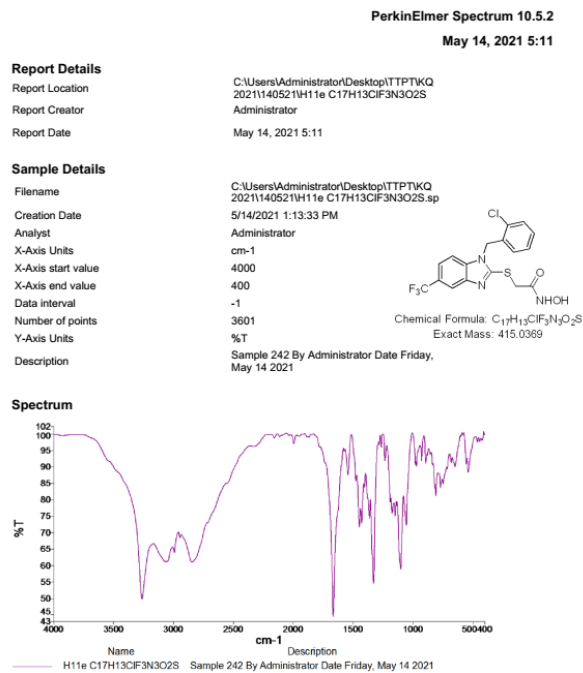 PerkinElmer Spectrum 10.5.2
May 14, 2021 5:11
Report Details
Report Location C:\Users\Administrator\Desktop\TTPT\KQ
2021\140521\H11e C17H13ClF3N3O2S
Report Creator Administrator
Report Date May 14, 2021 5:11
Sample Details
Filename C:\Users\Administrator\Desktop\TTPT\KQ
2021\140521\H11e C17H13ClF3N3O2S.sp
Creation Date 5/14/2021 1:13:33 PM
Analyst Administrator
X-Axis Units cm-1
X-Axis start value 4000
X-Axis end value 400
Data interval -1
Number of points 3601
Y-Axis Units %T
Description Sample 242 By Administrator Date Friday,
May 14 2021
Cl
N
S
O
F₃C
N
NHOH
Chemical Formula: C₁₇H₁₃ClF₃N₃O₂S
Exact Mass: 415.0369
Spectrum
102
100
95
90
85
80
75
70
65
60
55
50
45
43
%T
4000 3500 3000 2500 2000 1500 1000 500 400
cm-1
Name Description
H11e C17H13ClF3N3O2S Sample 242 By Administrator Date Friday, May 14 2021